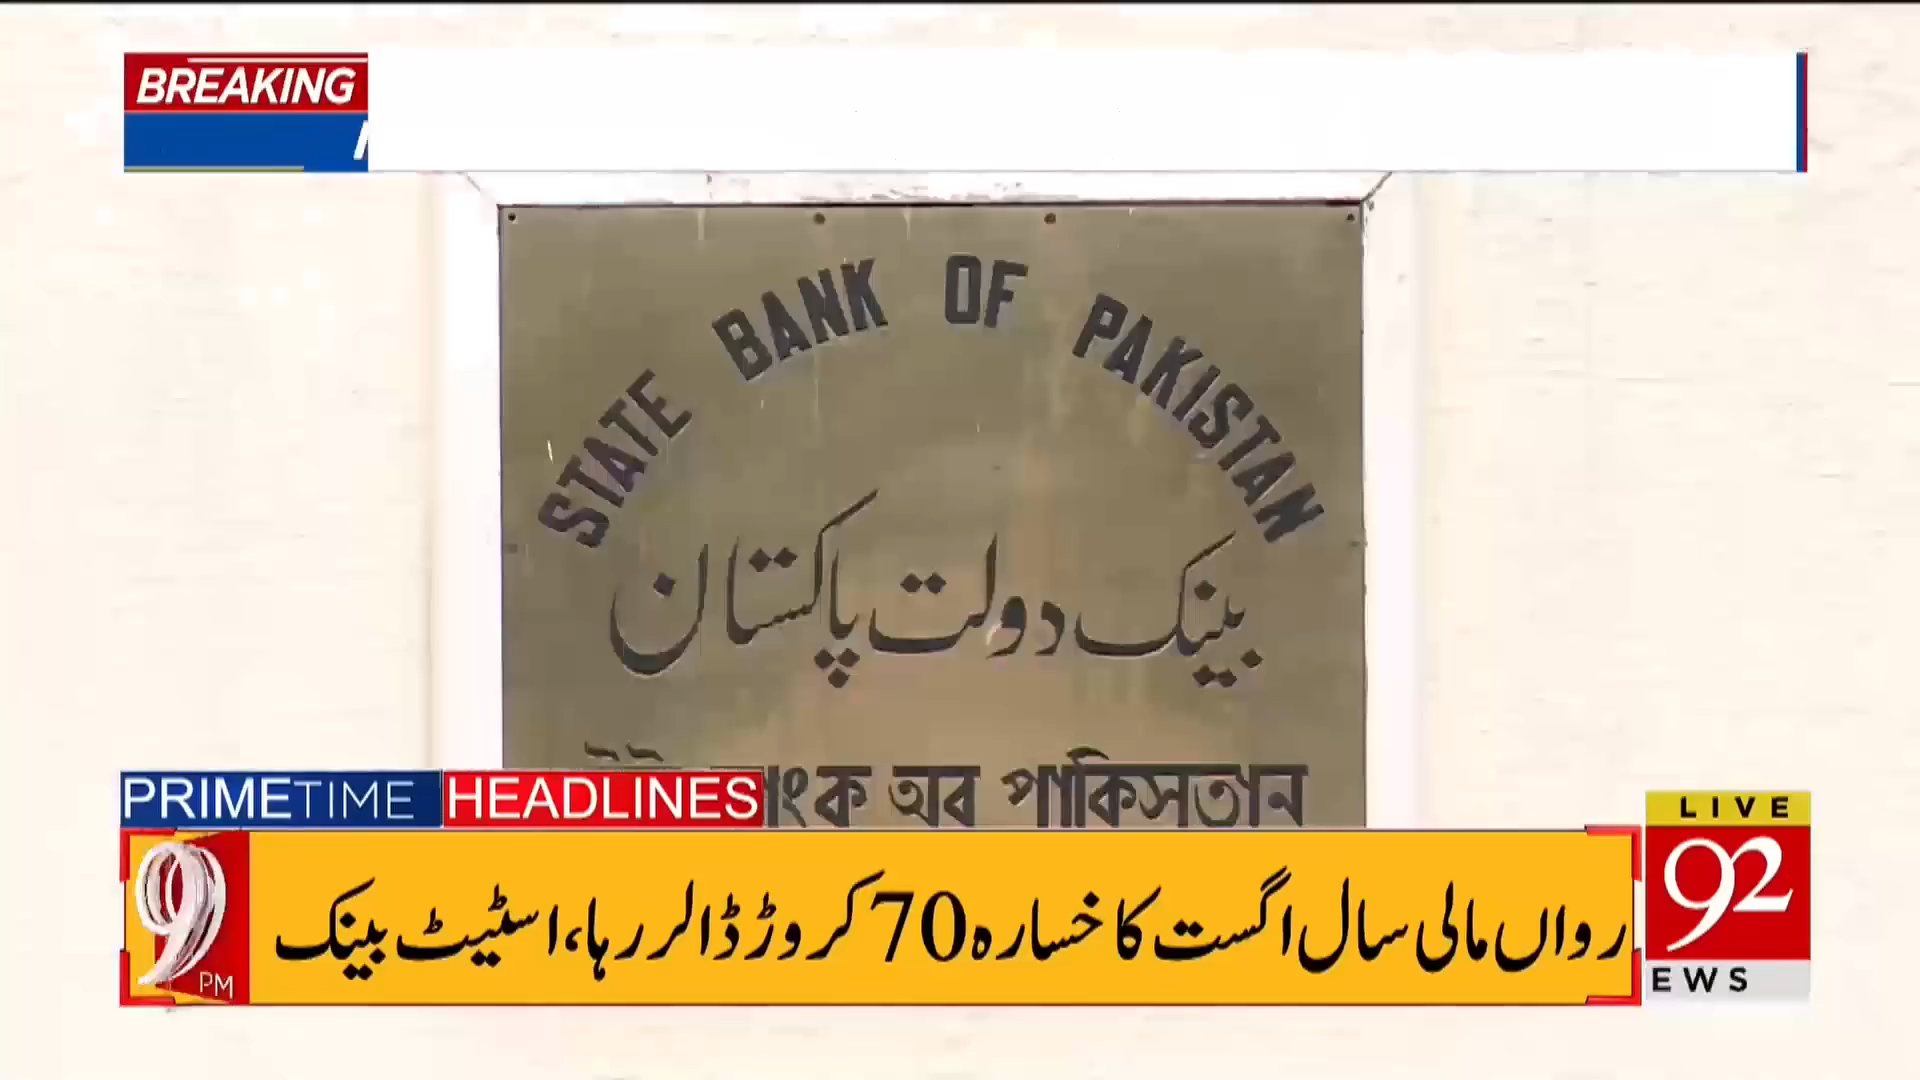 BREAKING
STATE BANK OF PAKISTAN
بینک دولت پاکستان
ব্যাংক অব পাকিস্তান
PRIMETIME HEADLINES
رواں مالی سال اگست کا خسارہ 70 کروڑ ڈالر رہا، اسٹیٹ بینک
9 PM
LIVE
92
EWS